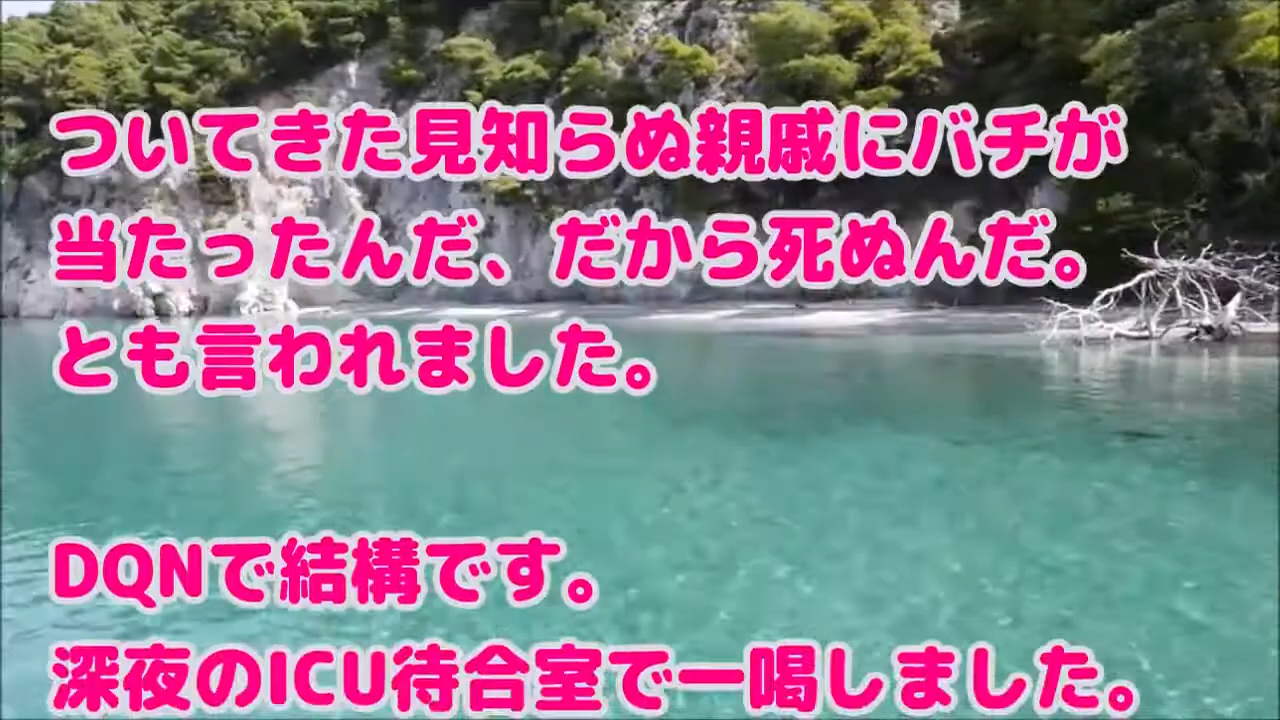 ついてきた見知らぬ親戚にバチが
当たったんだ、だから死ぬんだ。
とも言われました。
DQNで結構です。
深夜のICU待合室で一喝しました。